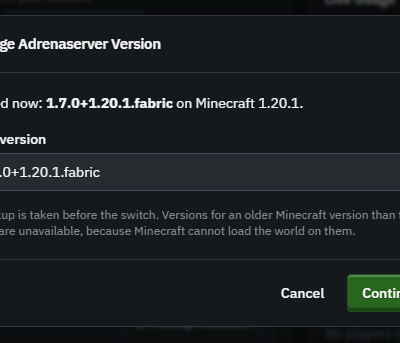 ge Adrenaserver Version
d now: 1.7.0+1.20.1.fabric on Minecraft 1.20.1.
version
.0+1.20.1.fabric
up is taken before the switch. Versions for an older Minecraft version than
are unavailable, because Minecraft cannot load the world on them.
Cancel
Contin